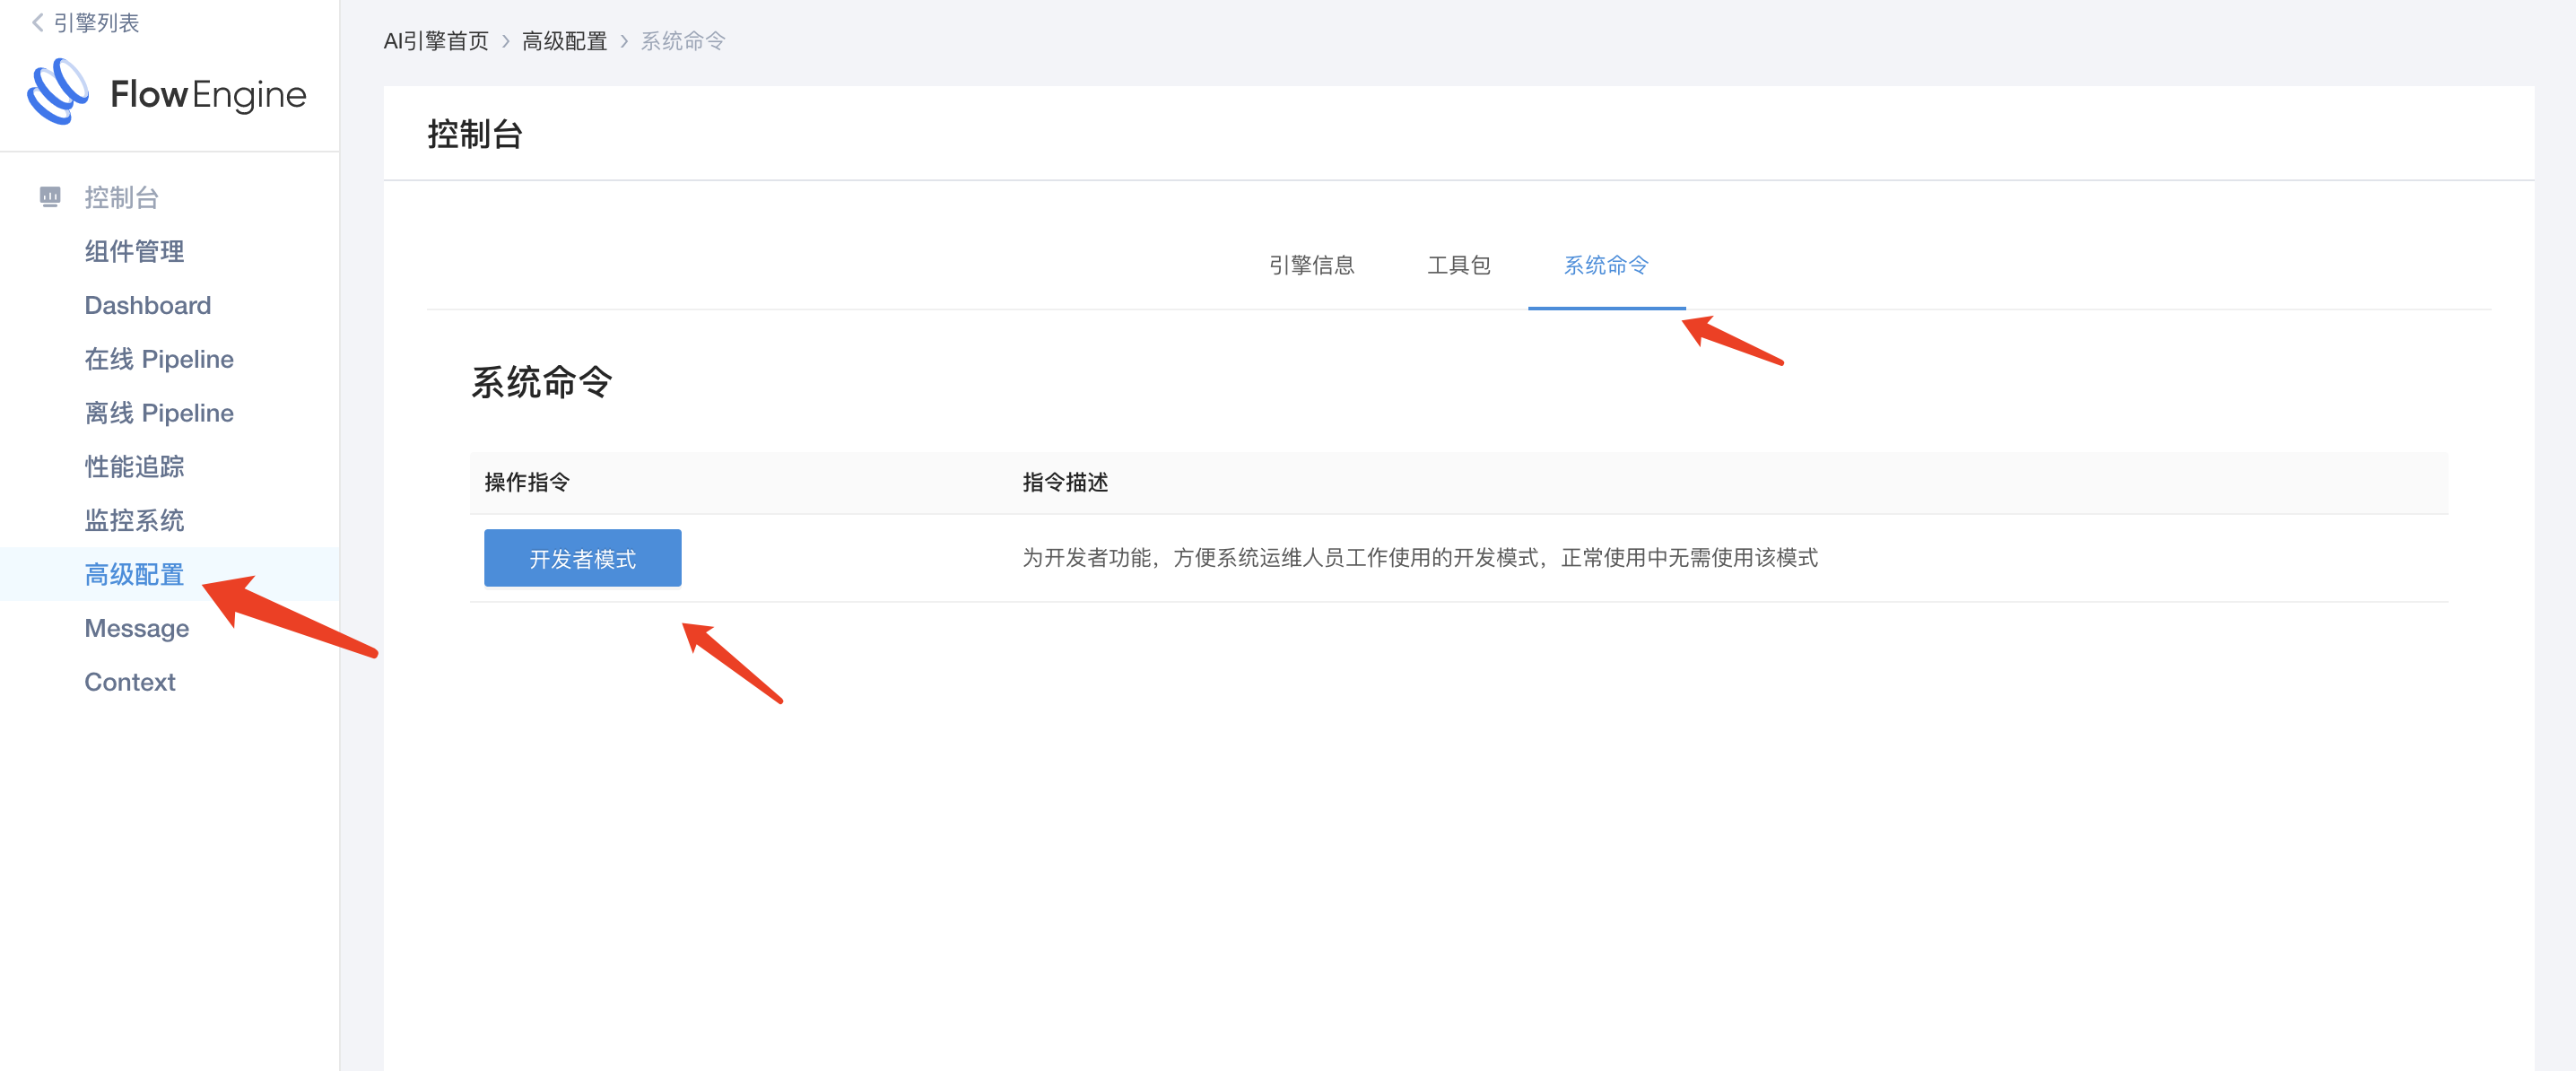 引擎列表
FlowEngine
控制台
组件管理
Dashboard
在线 Pipeline
离线 Pipeline
性能追踪
监控系统
高级配置
Message
Context
AI引擎首页 > 高级配置 > 系统命令
控制台
引擎信息 工具包 系统命令
系统命令
操作指令 指令描述
开发者模式 为开发者功能，方便系统运维人员工作使用的开发模式，正常使用中无需使用该模式